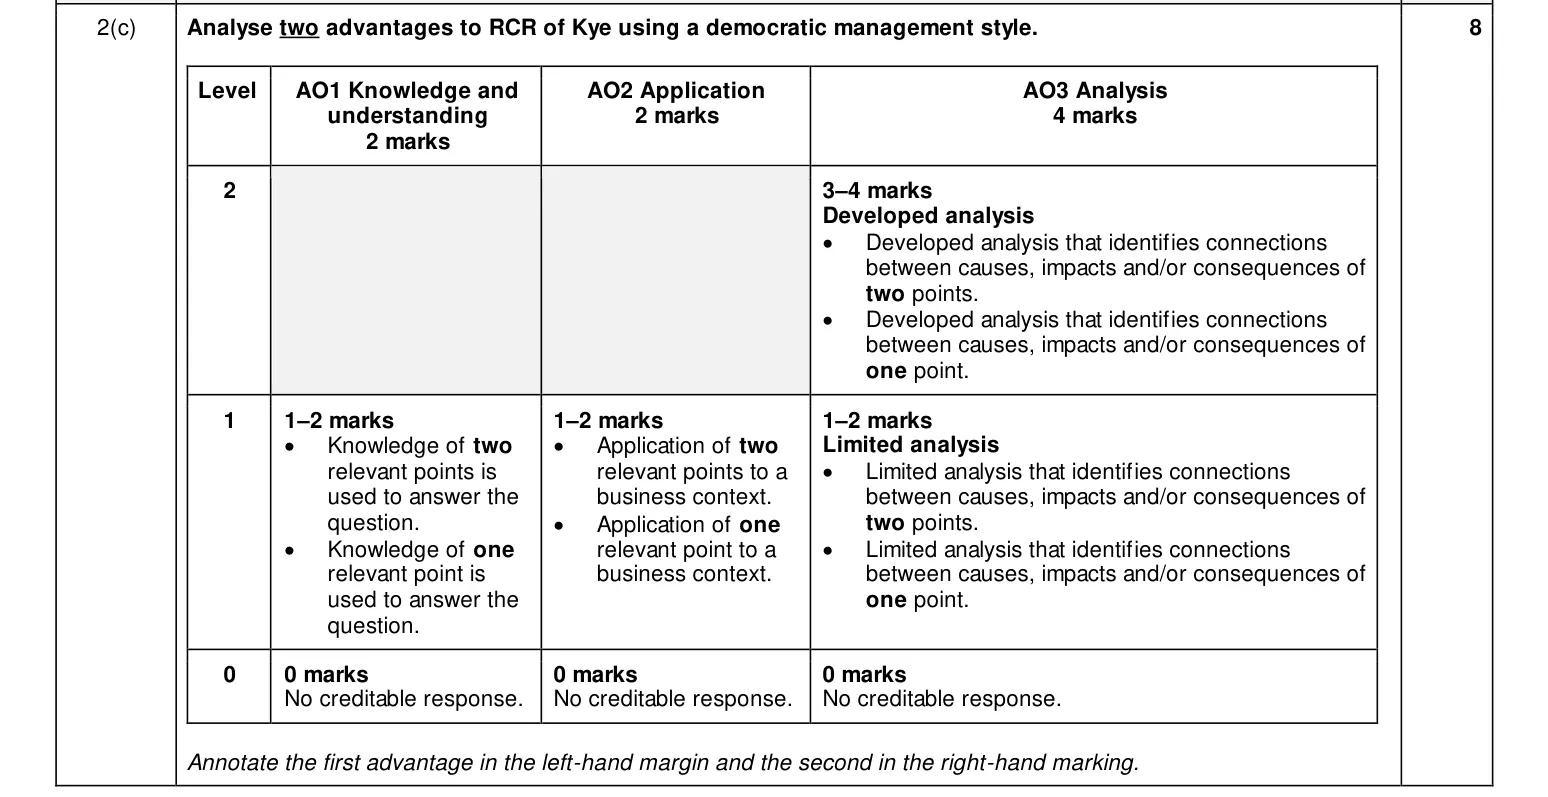 2(c)
Analyse two advantages to RCR of Kye using a democratic management style.
8
Level
AO1 Knowledge and
understanding
2 marks
AO2 Application
2 marks
AO3 Analysis
4 marks
2
3–4 marks
Developed analysis
• Developed analysis that identifies connections
between causes, impacts and/or consequences of
two points.
• Developed analysis that identifies connections
between causes, impacts and/or consequences of
one point.
1
1–2 marks
• Knowledge of two
relevant points is
used to answer the
question.
• Knowledge of one
relevant point is
used to answer the
question.
1–2 marks
• Application of two
relevant points to a
business context.
• Application of one
relevant point to a
business context.
1–2 marks
Limited analysis
• Limited analysis that identifies connections
between causes, impacts and/or consequences of
two points.
• Limited analysis that identifies connections
between causes, impacts and/or consequences of
one point.
0
0 marks
No creditable response.
0 marks
No creditable response.
0 marks
No creditable response.
Annotate the first advantage in the left-hand margin and the second in the right-hand marking.